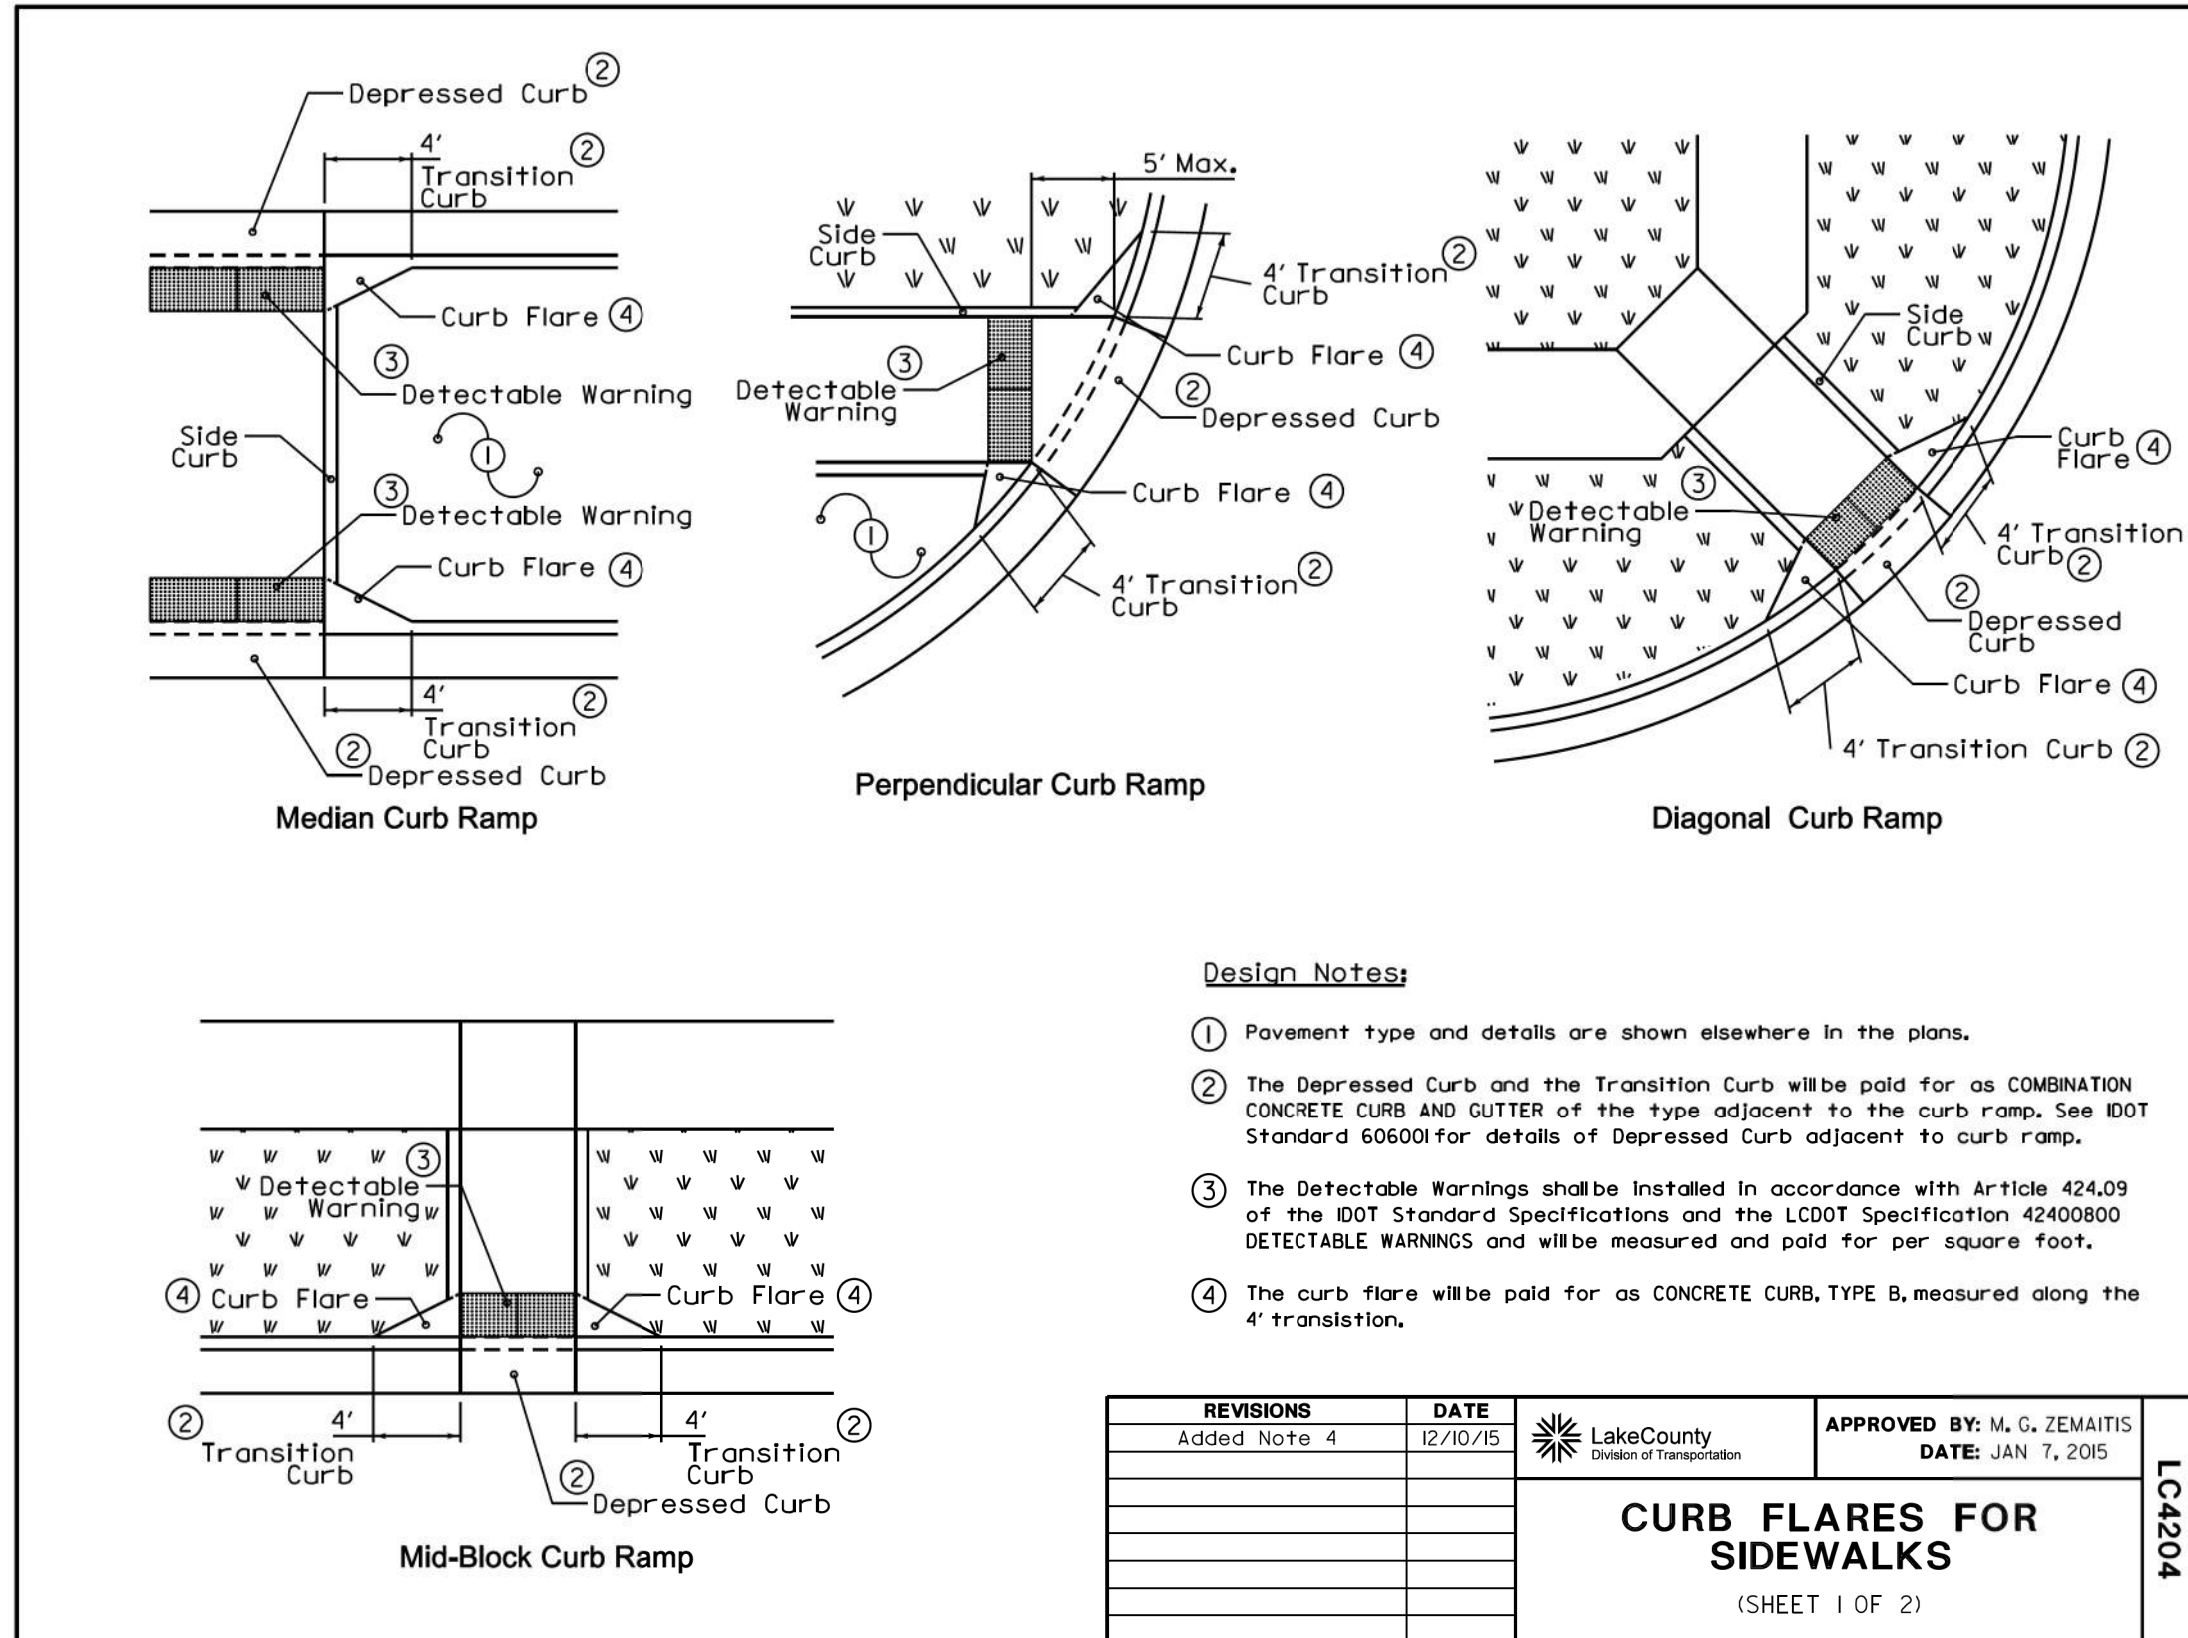 Depressed Curb ②
4'
Transition ②
Curb
Curb Flare ④
③
Detectable Warning
Side
Curb
①
③
Detectable Warning
Curb Flare ④
4'
Transition ②
Curb
②
Depressed Curb
Median Curb Ramp
5' Max.
Side
Curb
4' Transition ②
Curb
Curb Flare ④
③
Detectable
Warning
②
Depressed Curb
Curb Flare ④
①
4' Transition ②
Curb
Perpendicular Curb Ramp
Side
Curb
Curb
Flare ④
③
Detectable
Warning
4' Transition
Curb ②
②
Depressed
Curb
Curb Flare ④
4' Transition Curb ②
Diagonal Curb Ramp
③
Detectable
Warning
④ Curb Flare
Curb Flare ④
② 4'
Transition
Curb
4' ②
Transition
Curb
②
Depressed Curb
Mid-Block Curb Ramp
Design Notes:
① Pavement type and details are shown elsewhere in the plans.
② The Depressed Curb and the Transition Curb will be paid for as COMBINATION
CONCRETE CURB AND GUTTER of the type adjacent to the curb ramp. See IDOT
Standard 606001 for details of Depressed Curb adjacent to curb ramp.
③ The Detectable Warnings shall be installed in accordance with Article 424.09
of the IDOT Standard Specifications and the LCDOT Specification 42400800
DETECTABLE WARNINGS and will be measured and paid for per square foot.
④ The curb flare will be paid for as CONCRETE CURB, TYPE B, measured along the
4' transistion.
REVISIONS DATE
Added Note 4 12/10/15
LakeCounty
Division of Transportation
APPROVED BY: M. G. ZEMAITIS
DATE: JAN 7, 2015
CURB FLARES FOR
SIDEWALKS
(SHEET 1 OF 2)
LC4204